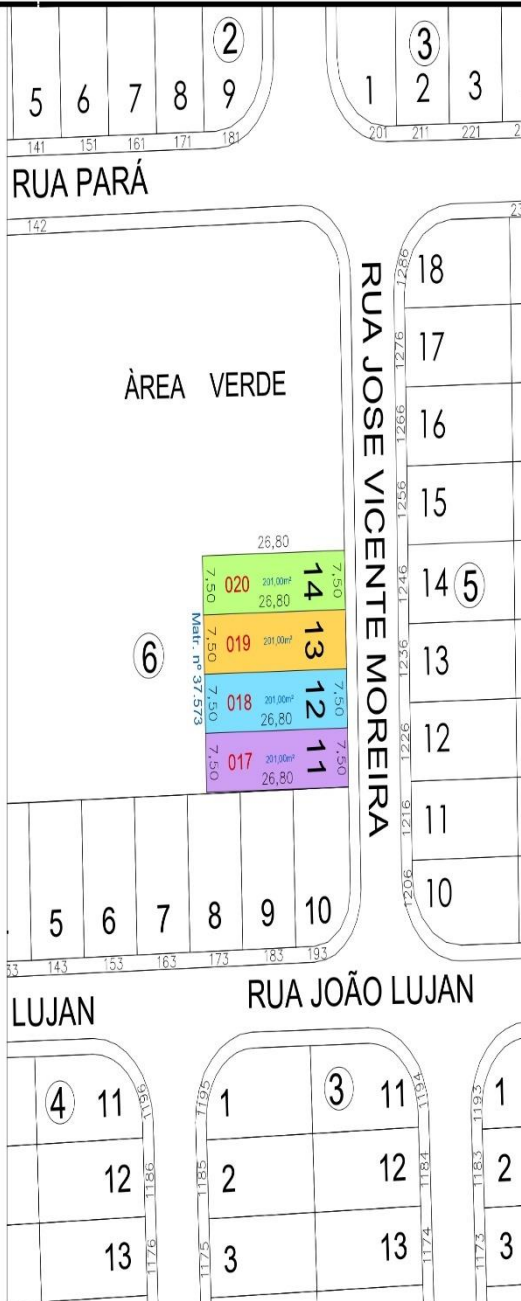 2
3
5 6 7 8 9
1 2 3
141 151 161 171 181
201 211 221
RUA PARÁ
142
RUA JOSE VICENTE MOREIRA
ÀREA VERDE
1286 18
1276 17
1266 16
1256 15
1246 14 5
1236 13
1226 12
1216 11
1206 10
26,80
7,50 020 201,00m² 26,80 14 7,50
7,50 019 201,00m² 13
7,50 018 201,00m² 26,80 12 7,50
7,50 017 201,00m² 26,80 11 7,50
Matr. nº 37.573
6
5 6 7 8 9 10
143 153 163 173 183 193
LUJAN
RUA JOÃO LUJAN
4 11 1196
12 1186
13 1176
1195 1 3 11 1194
1185 2 12 1184
1175 3 13 1174
1193 1
1183 2
1173 3